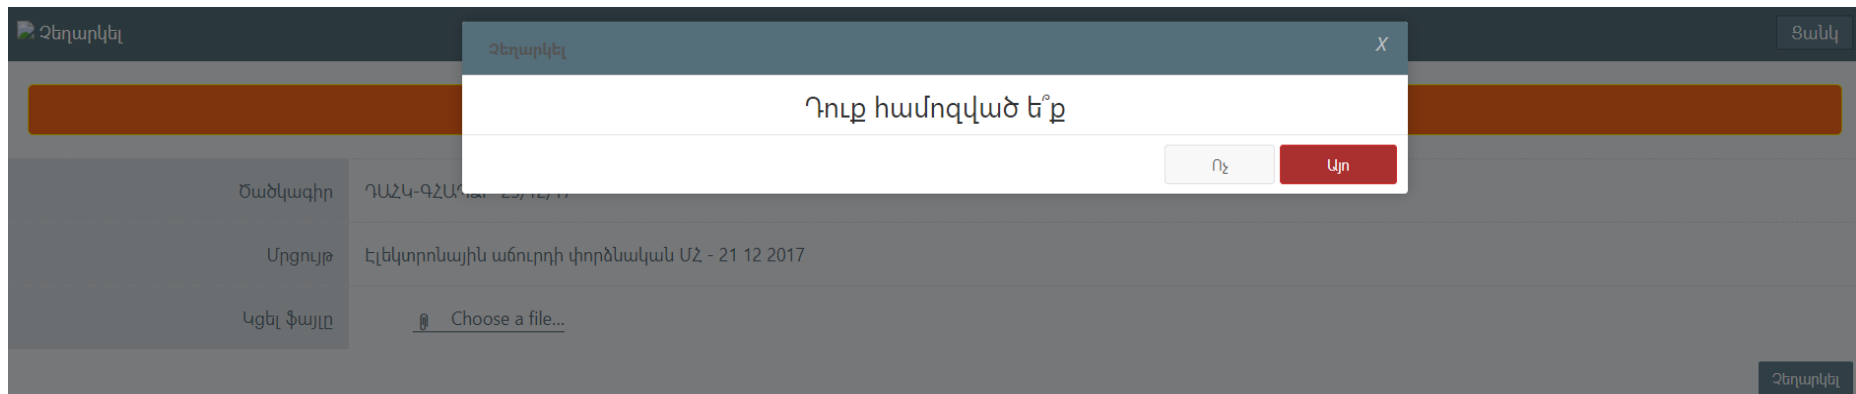 Չեղարկել
Ցանկ
Չեղարկել
X
Դուք համոզված ե՞ք
Ոչ
Այո
Ծածկագիր
Մրցույթ
Էլեկտրոնային աճուրդի փորձնական ՄՀ - 21 12 2017
Կցել ֆայլը
Choose a file...
Չեղարկել